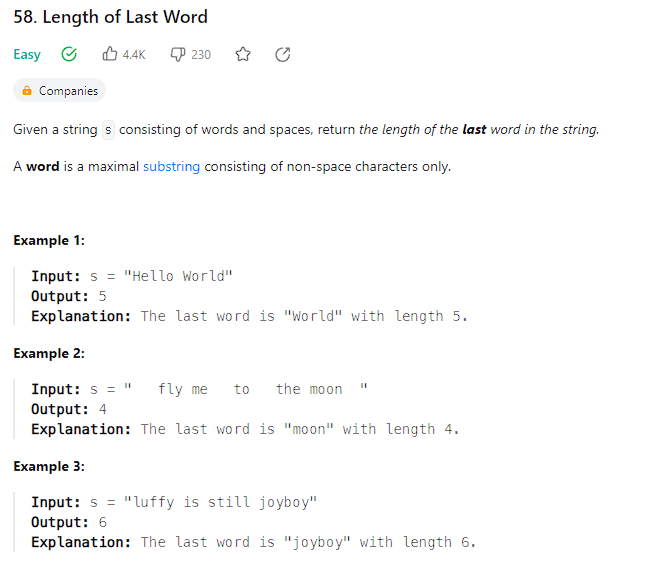 58. Length of Last Word
Easy 4.4K 230
Companies
Given a string s consisting of words and spaces, return the length of the last word in the string.
A word is a maximal substring consisting of non-space characters only.
Example 1:
Input: s = "Hello World"
Output: 5
Explanation: The last word is "World" with length 5.
Example 2:
Input: s = "   fly me   to   the moon  "
Output: 4
Explanation: The last word is "moon" with length 4.
Example 3:
Input: s = "luffy is still joyboy"
Output: 6
Explanation: The last word is "joyboy" with length 6.